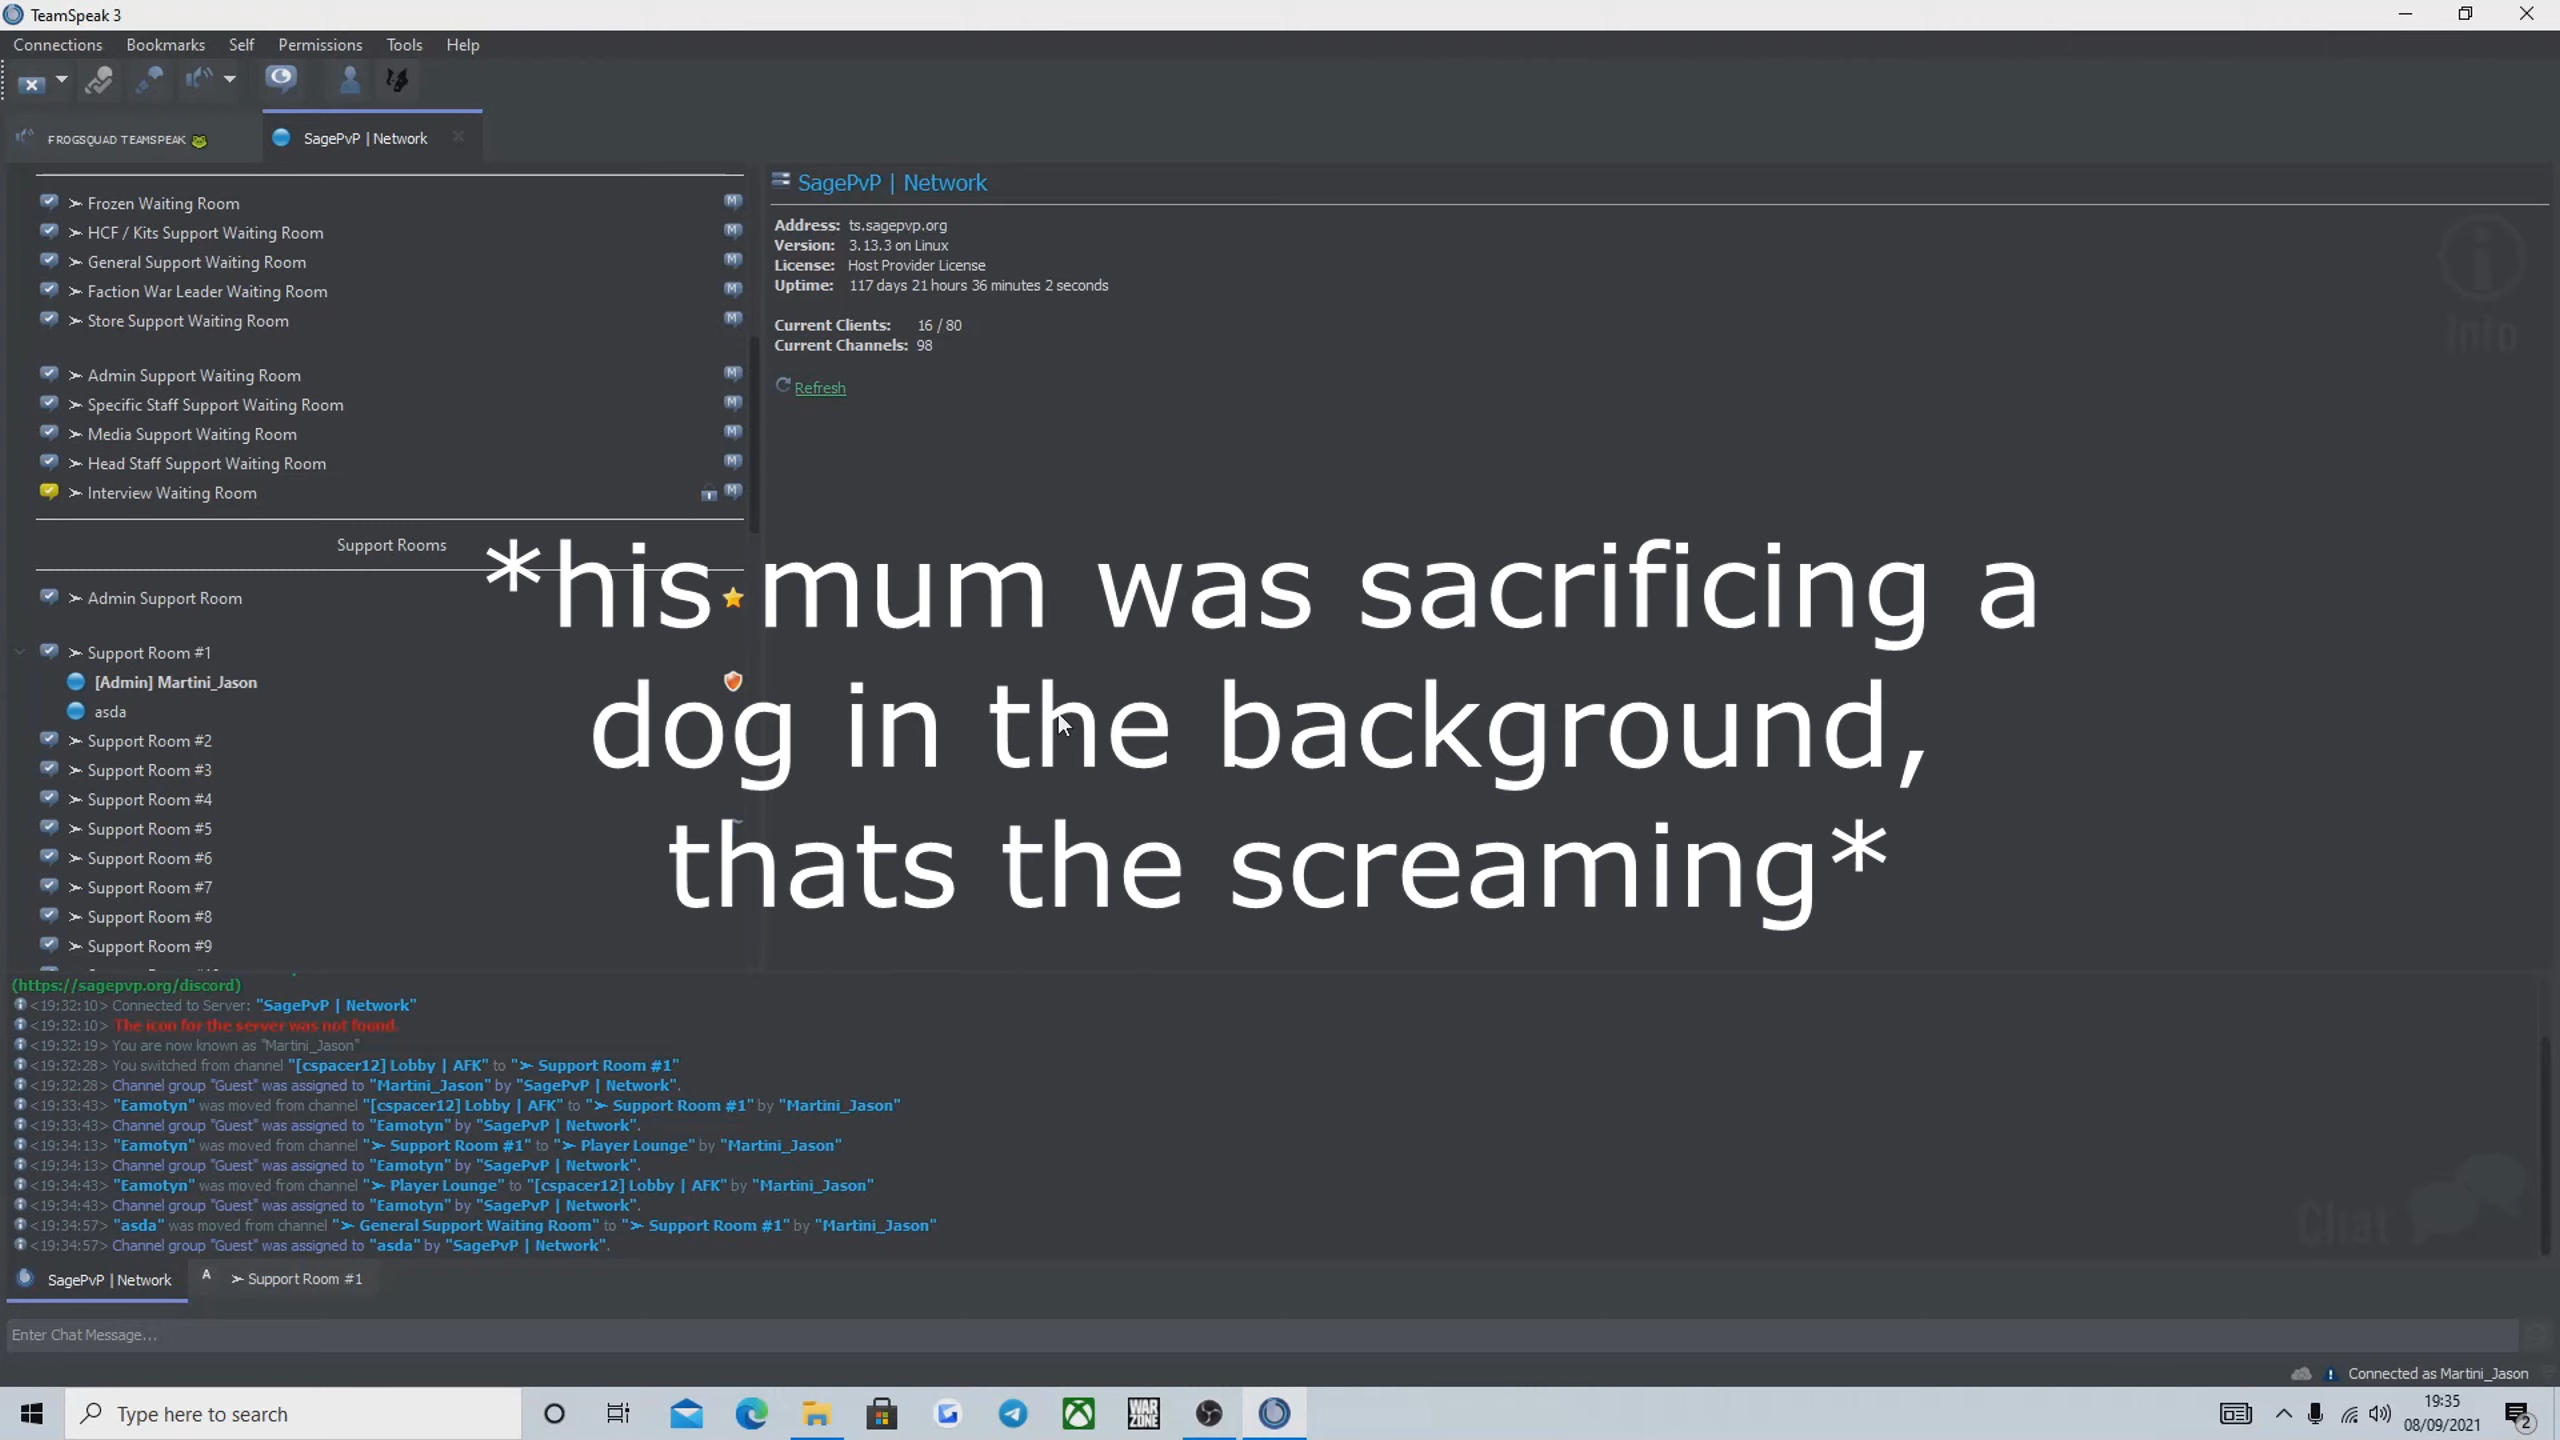 TeamSpeak 3
Connections Bookmarks Self Permissions Tools Help
FROGSQUAD TEAMSPEAK
SagePvP | Network
➣ Frozen Waiting Room
➣ HCF / Kits Support Waiting Room
➣ General Support Waiting Room
➣ Faction War Leader Waiting Room
➣ Store Support Waiting Room
➣ Admin Support Waiting Room
➣ Specific Staff Support Waiting Room
➣ Media Support Waiting Room
➣ Head Staff Support Waiting Room
➣ Interview Waiting Room
Support Rooms
➣ Admin Support Room
➣ Support Room #1
[Admin] Martini_Jason
asda
➣ Support Room #2
➣ Support Room #3
➣ Support Room #4
➣ Support Room #5
➣ Support Room #6
➣ Support Room #7
➣ Support Room #8
➣ Support Room #9
SagePvP | Network
Address: ts.sagepvp.org
Version: 3.13.3 on Linux
License: Host Provider License
Uptime: 117 days 21 hours 36 minutes 2 seconds
Current Clients: 16 / 80
Current Channels: 98
Refresh
Info
*his mum was sacrificing a
dog in the background,
thats the screaming*
(https://sagepvp.org/discord)
<19:32:10> Connected to Server: "SagePvP | Network"
<19:32:10> The icon for the server was not found.
<19:32:19> You are now known as "Martini_Jason"
<19:32:28> You switched from channel "[cspacer12] Lobby | AFK" to "➣ Support Room #1"
<19:32:28> Channel group "Guest" was assigned to "Martini_Jason" by "SagePvP | Network".
<19:33:43> "Eamotyn" was moved from channel "[cspacer12] Lobby | AFK" to "➣ Support Room #1" by "Martini_Jason"
<19:33:43> Channel group "Guest" was assigned to "Eamotyn" by "SagePvP | Network".
<19:34:13> "Eamotyn" was moved from channel "➣ Support Room #1" to "➣ Player Lounge" by "Martini_Jason"
<19:34:13> Channel group "Guest" was assigned to "Eamotyn" by "SagePvP | Network".
<19:34:43> "Eamotyn" was moved from channel "➣ Player Lounge" to "[cspacer12] Lobby | AFK" by "Martini_Jason"
<19:34:43> Channel group "Guest" was assigned to "Eamotyn" by "SagePvP | Network".
<19:34:57> "asda" was moved from channel "➣ General Support Waiting Room" to "➣ Support Room #1" by "Martini_Jason"
<19:34:57> Channel group "Guest" was assigned to "asda" by "SagePvP | Network".
Chat
SagePvP | Network
A ➣ Support Room #1
Enter Chat Message...
Connected as Martini_Jason
Type here to search
WAR
ZONE
19:35
08/09/2021
2